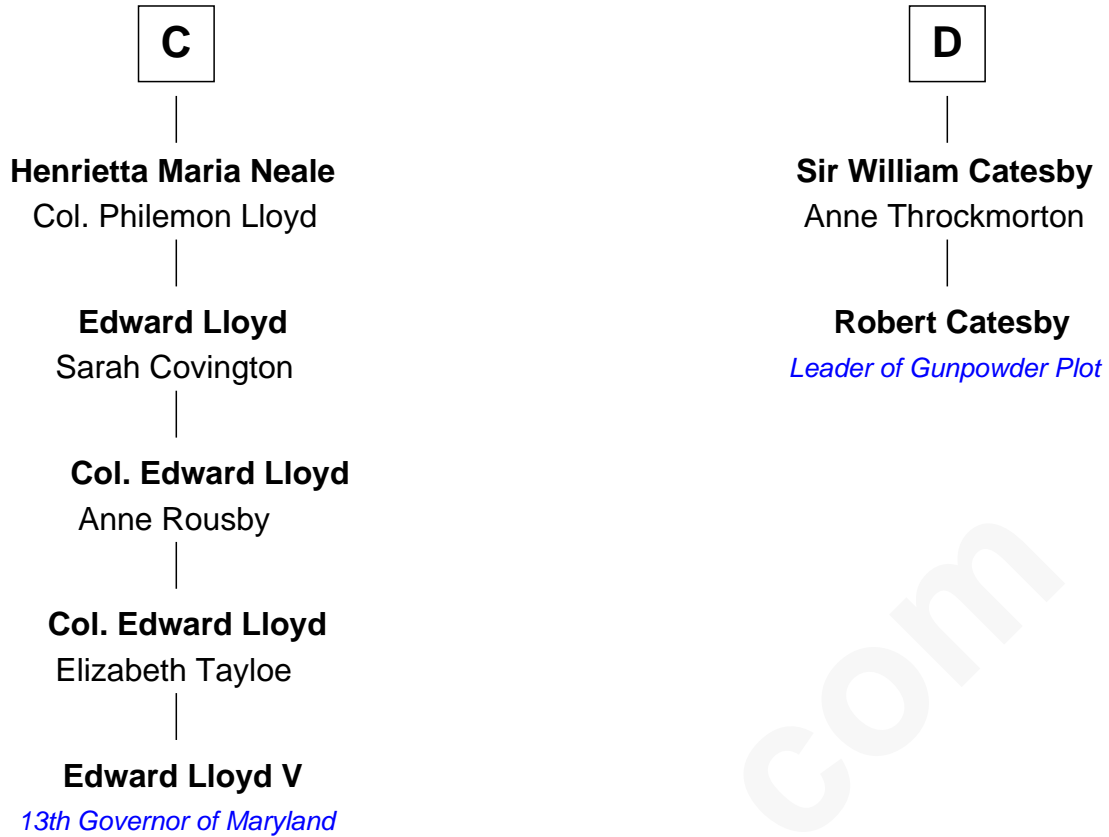 C
Henrietta Maria Neale
Col. Philemon Lloyd
Edward Lloyd
Sarah Covington
Col. Edward Lloyd
Anne Rousby
Col. Edward Lloyd
Elizabeth Tayloe
Edward Lloyd V
13th Governor of Maryland
D
Sir William Catesby
Anne Throckmorton
Robert Catesby
Leader of Gunpowder Plot
com